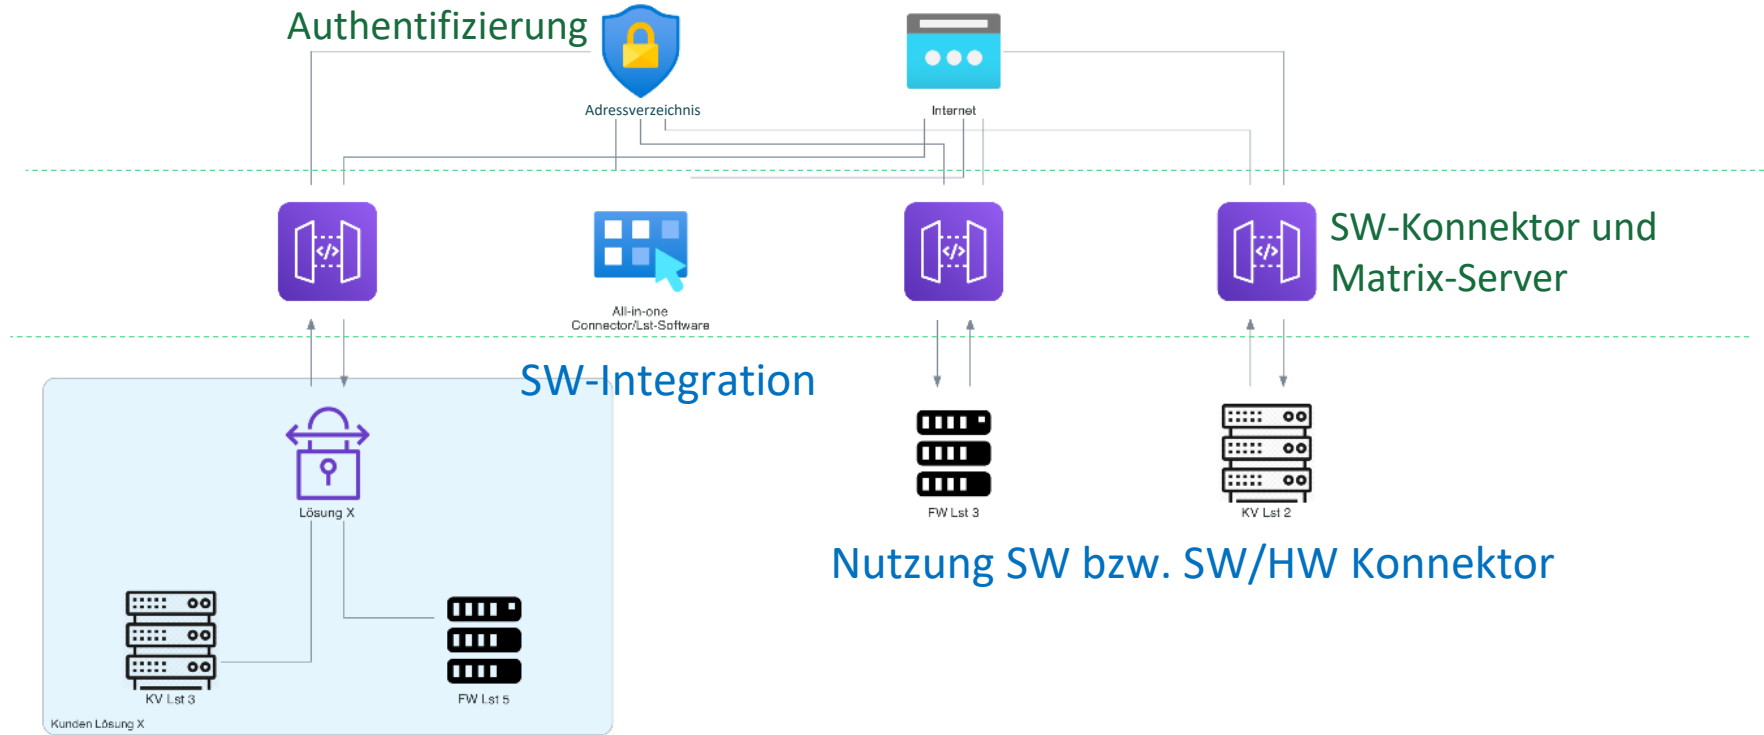 Authentifizierung
Adressverzeichnis
Internet
SW-Konnektor und
Matrix-Server
All-in-one
Connector/Lst-Software
SW-Integration
Lösung X
FW Lst 3
KV Lst 2
Nutzung SW bzw. SW/HW Konnektor
KV Lst 3
FW Lst 5
Kunden Lösung X